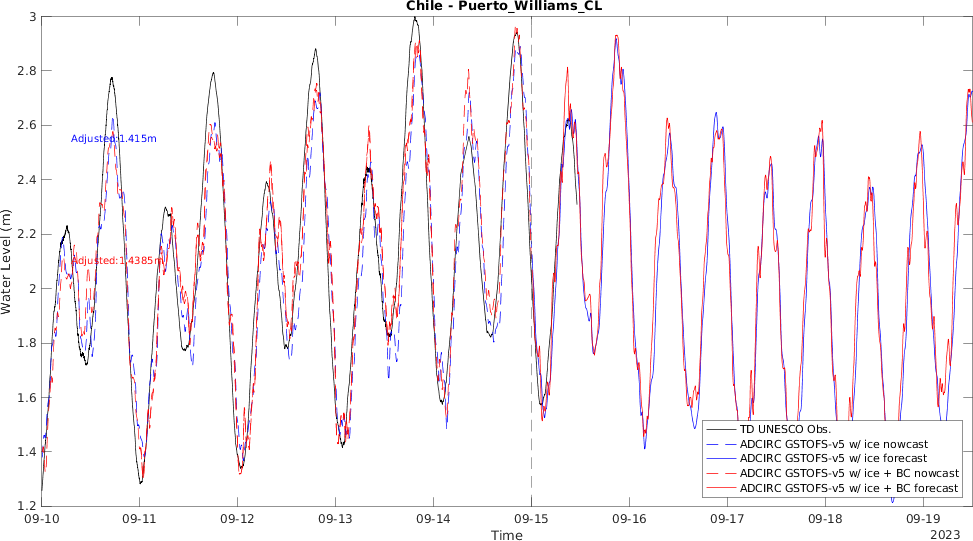 Chile - Puerto_Williams_CL
3
2.8
2.6
2.4
2.2
2
1.8
1.6
1.4
1.2
Water Level (m)
Adjusted:1.415m
Adjusted:1.4385m
TD UNESCO Obs.
ADCIRC GSTOFS-v5 w/ ice nowcast
ADCIRC GSTOFS-v5 w/ ice forecast
ADCIRC GSTOFS-v5 w/ ice + BC nowcast
ADCIRC GSTOFS-v5 w/ ice + BC forecast
09-10 09-11 09-12 09-13 09-14 09-15 09-16 09-17 09-18 09-19
Time
2023